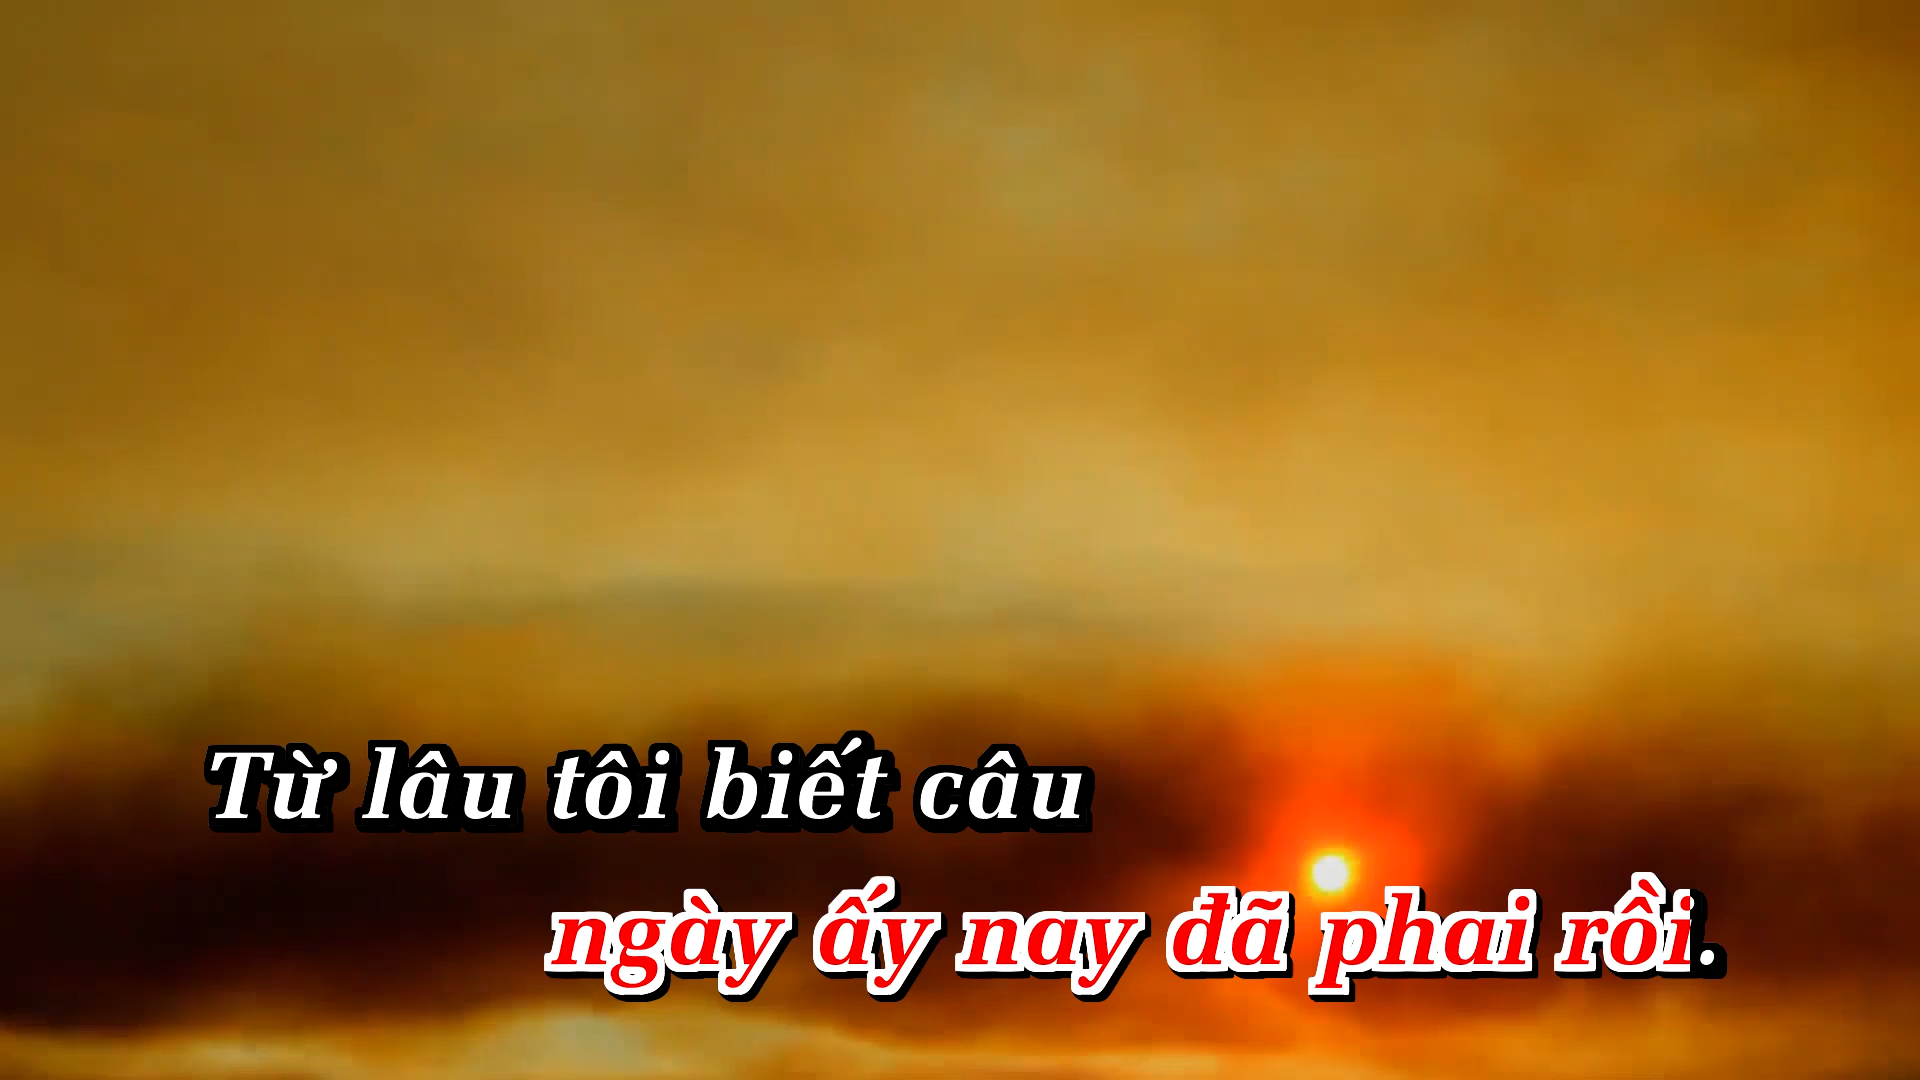 Từ lâu tôi biết câu
ngày ấy nay đã phai rồi.